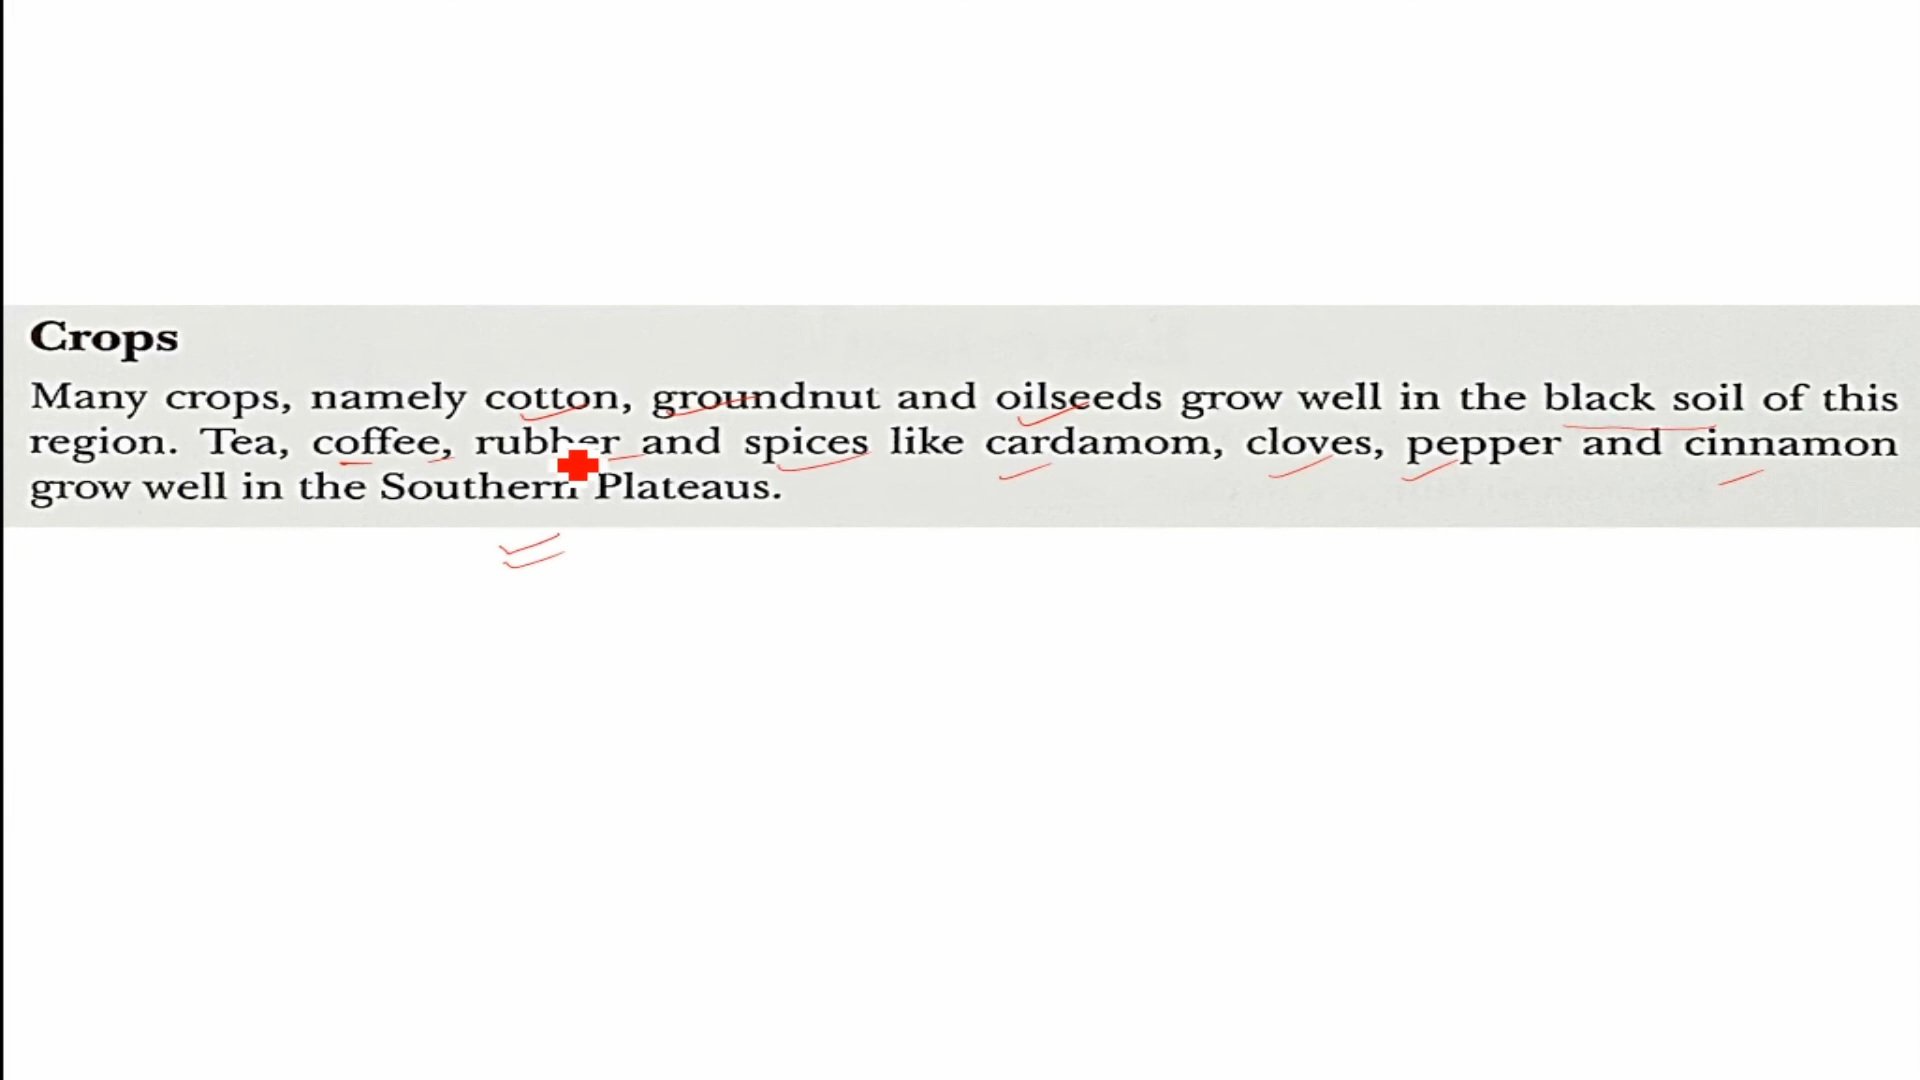 Crops
Many crops, namely cotton, groundnut and oilseeds grow well in the black soil of this
region. Tea, coffee, rubber and spices like cardamom, cloves, pepper and cinnamon
grow well in the Southern Plateaus.